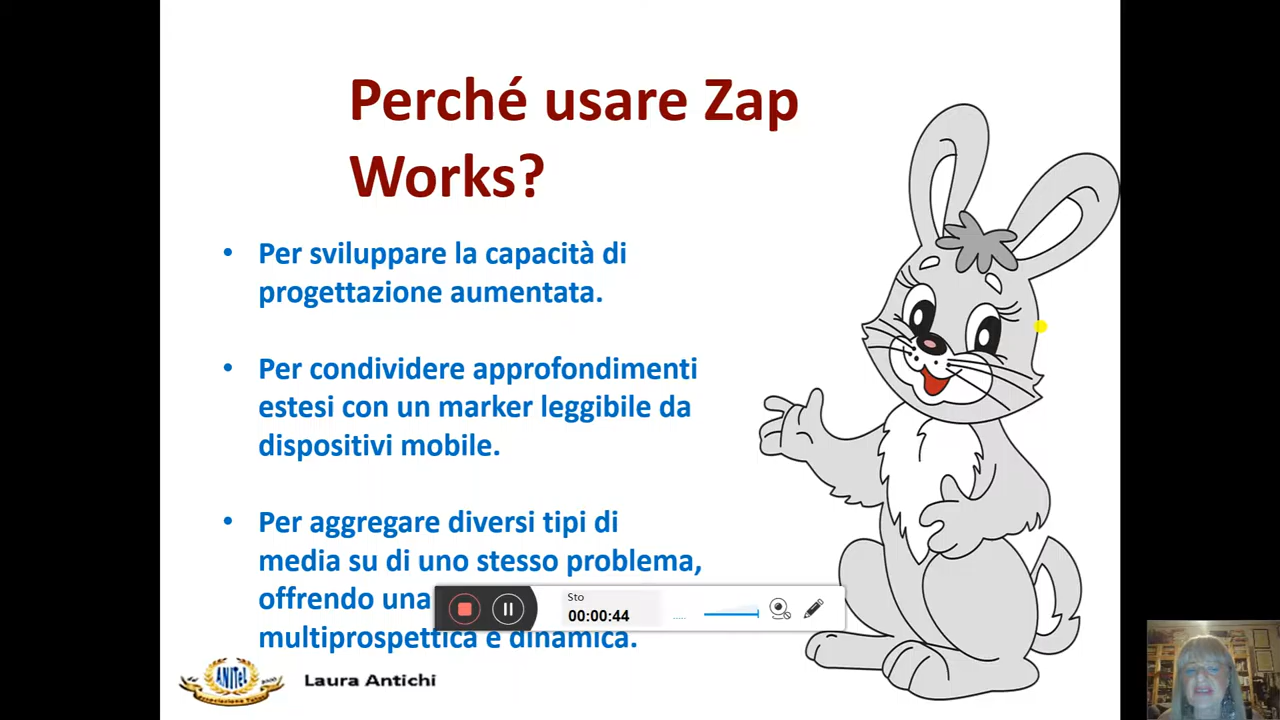 Perché usare Zap
Works?
• Per sviluppare la capacità di
progettazione aumentata.
• Per condividere approfondimenti
estesi con un marker leggibile da
dispositivi mobile.
• Per aggregare diversi tipi di
media su di uno stesso problema,
offrendo una
multiprospettica e dinamica.
Sto
00:00:44
ANITeL
Laura Antichi